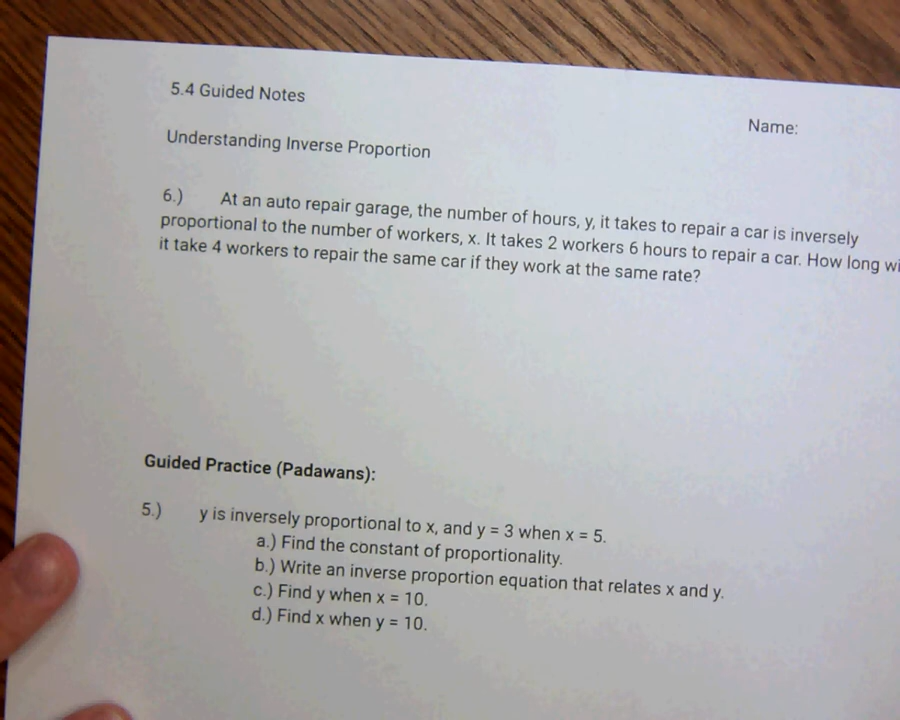 5.4 Guided Notes
Name:
Understanding Inverse Proportion
6.) At an auto repair garage, the number of hours, y, it takes to repair a car is inversely
proportional to the number of workers, x. It takes 2 workers 6 hours to repair a car. How long
it take 4 workers to repair the same car if they work at the same rate?
Guided Practice (Padawans):
5.) y is inversely proportional to x, and y = 3 when x = 5.
a.) Find the constant of proportionality.
b.) Write an inverse proportion equation that relates x and y.
c.) Find y when x = 10.
d.) Find x when y = 10.